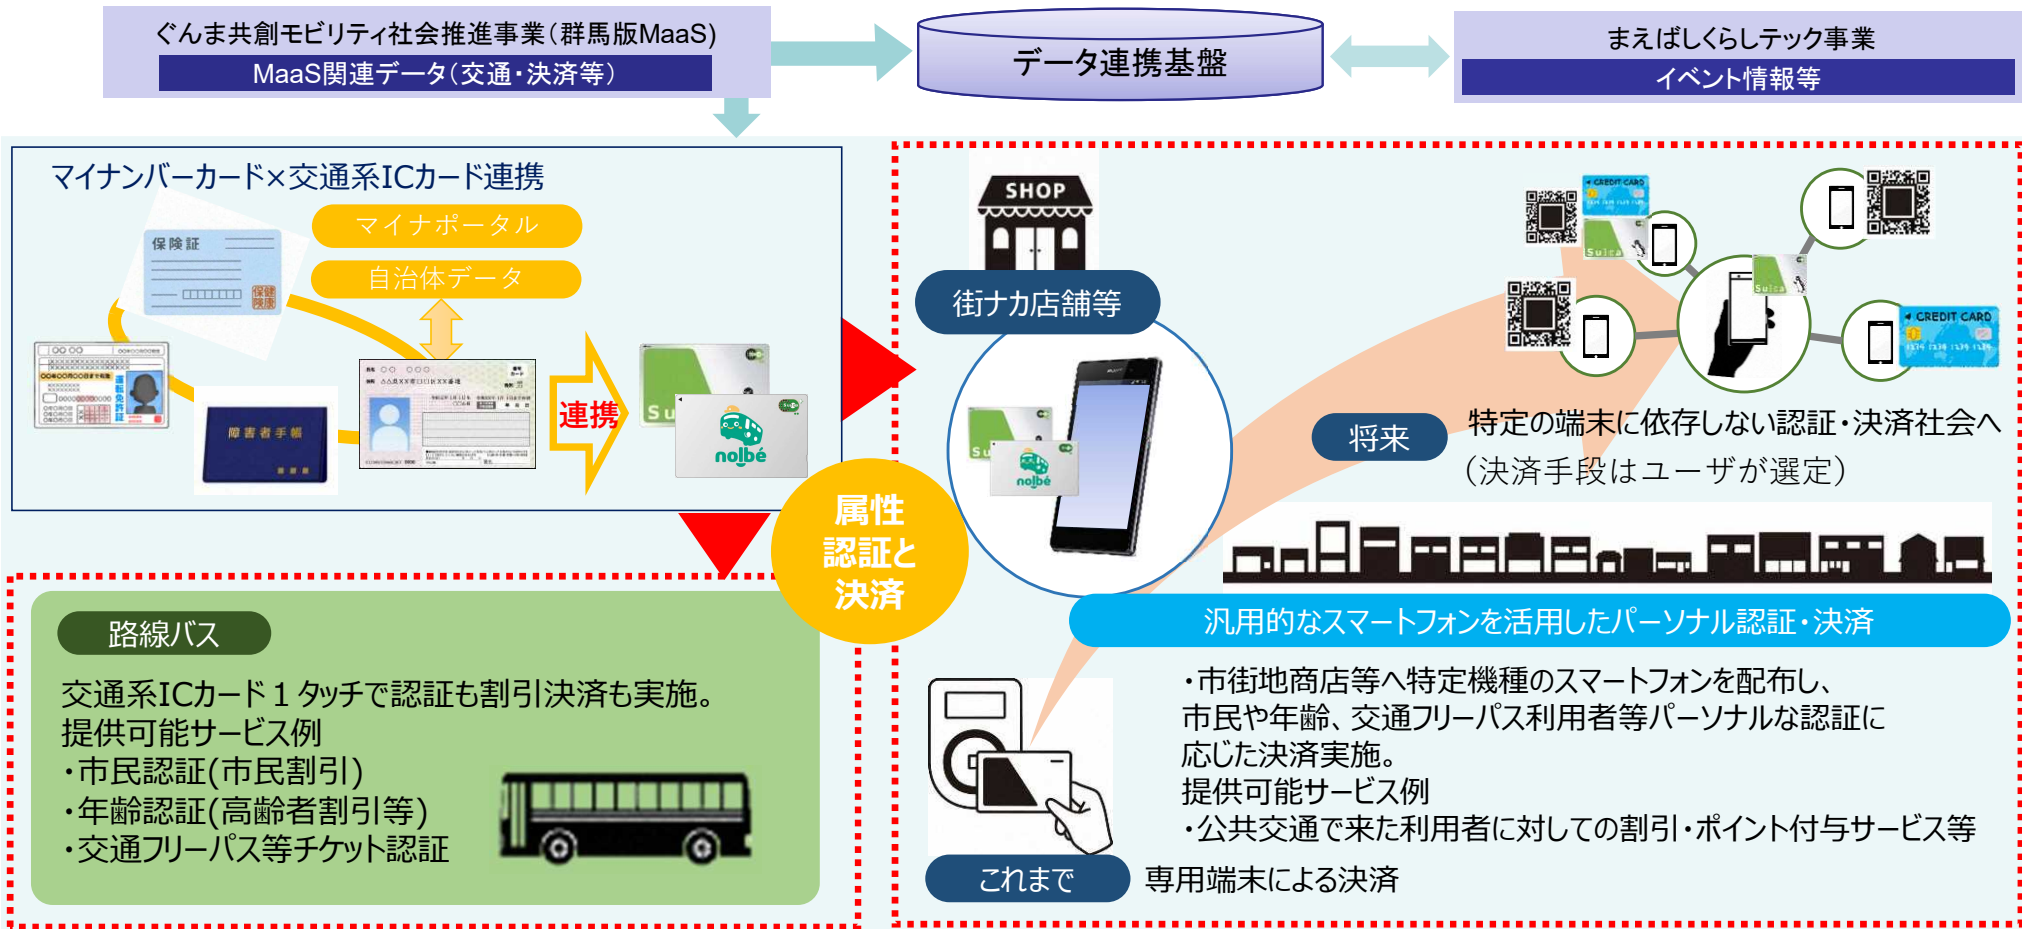 ぐんま共創モビリティ社会推進事業(群馬版MaaS)
MaaS関連データ(交通・決済等)
データ連携基盤
まえばしくらしテック事業
イベント情報等
マイナンバーカード×交通系ICカード連携
マイナポータル
自治体データ
保険証
障害者手帳
運転免許証
連携
Suica
nolbé
属性
認証と
決済
路線バス
交通系ICカード1タッチで認証も割引決済も実施。
提供可能サービス例
・市民認証(市民割引)
・年齢認証(高齢者割引等)
・交通フリーパス等チケット認証
SHOP
街ナカ店舗等
nolbé
CREDIT CARD
Suica
Suica
CREDIT CARD
1234 1234 1234 1234
将来
特定の端末に依存しない認証・決済社会へ
(決済手段はユーザが選定)
汎用的なスマートフォンを活用したパーソナル認証・決済
・市街地商店等へ特定機種のスマートフォンを配布し、
市民や年齢、交通フリーパス利用者等パーソナルな認証に
応じた決済実施。
提供可能サービス例
・公共交通で来た利用者に対しての割引・ポイント付与サービス等
これまで
専用端末による決済